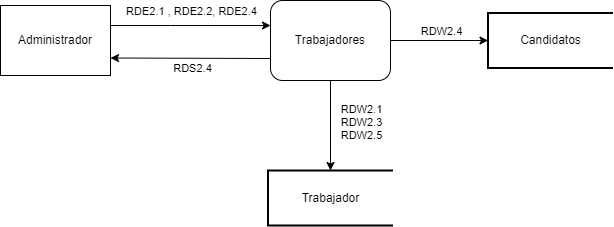 RDE2.1 , RDE2.2, RDE2.4
Administrador
Trabajadores
RDW2.4
Candidatos
RDS2.4
RDW2.1
RDW2.3
RDW2.5
Trabajador